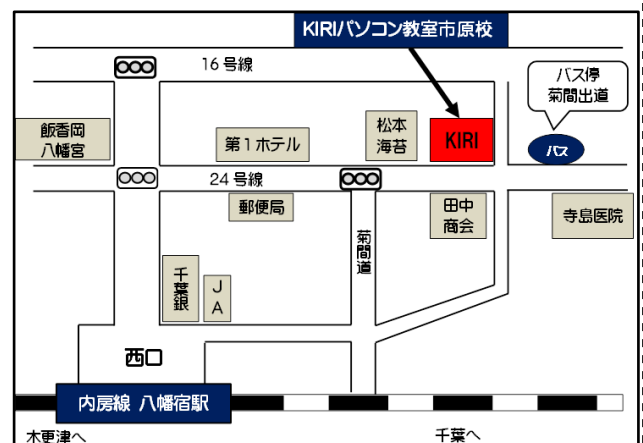 KIRIパソコン教室市原校
16号線
バス停
菊間出道
飯香岡
八幡宮
第1ホテル
松本
海苔
KIRI
バス
24号線
郵便局
田中
商会
寺島医院
菊間道
千葉銀
JA
西口
内房線 八幡宿駅
木更津へ
千葉へ